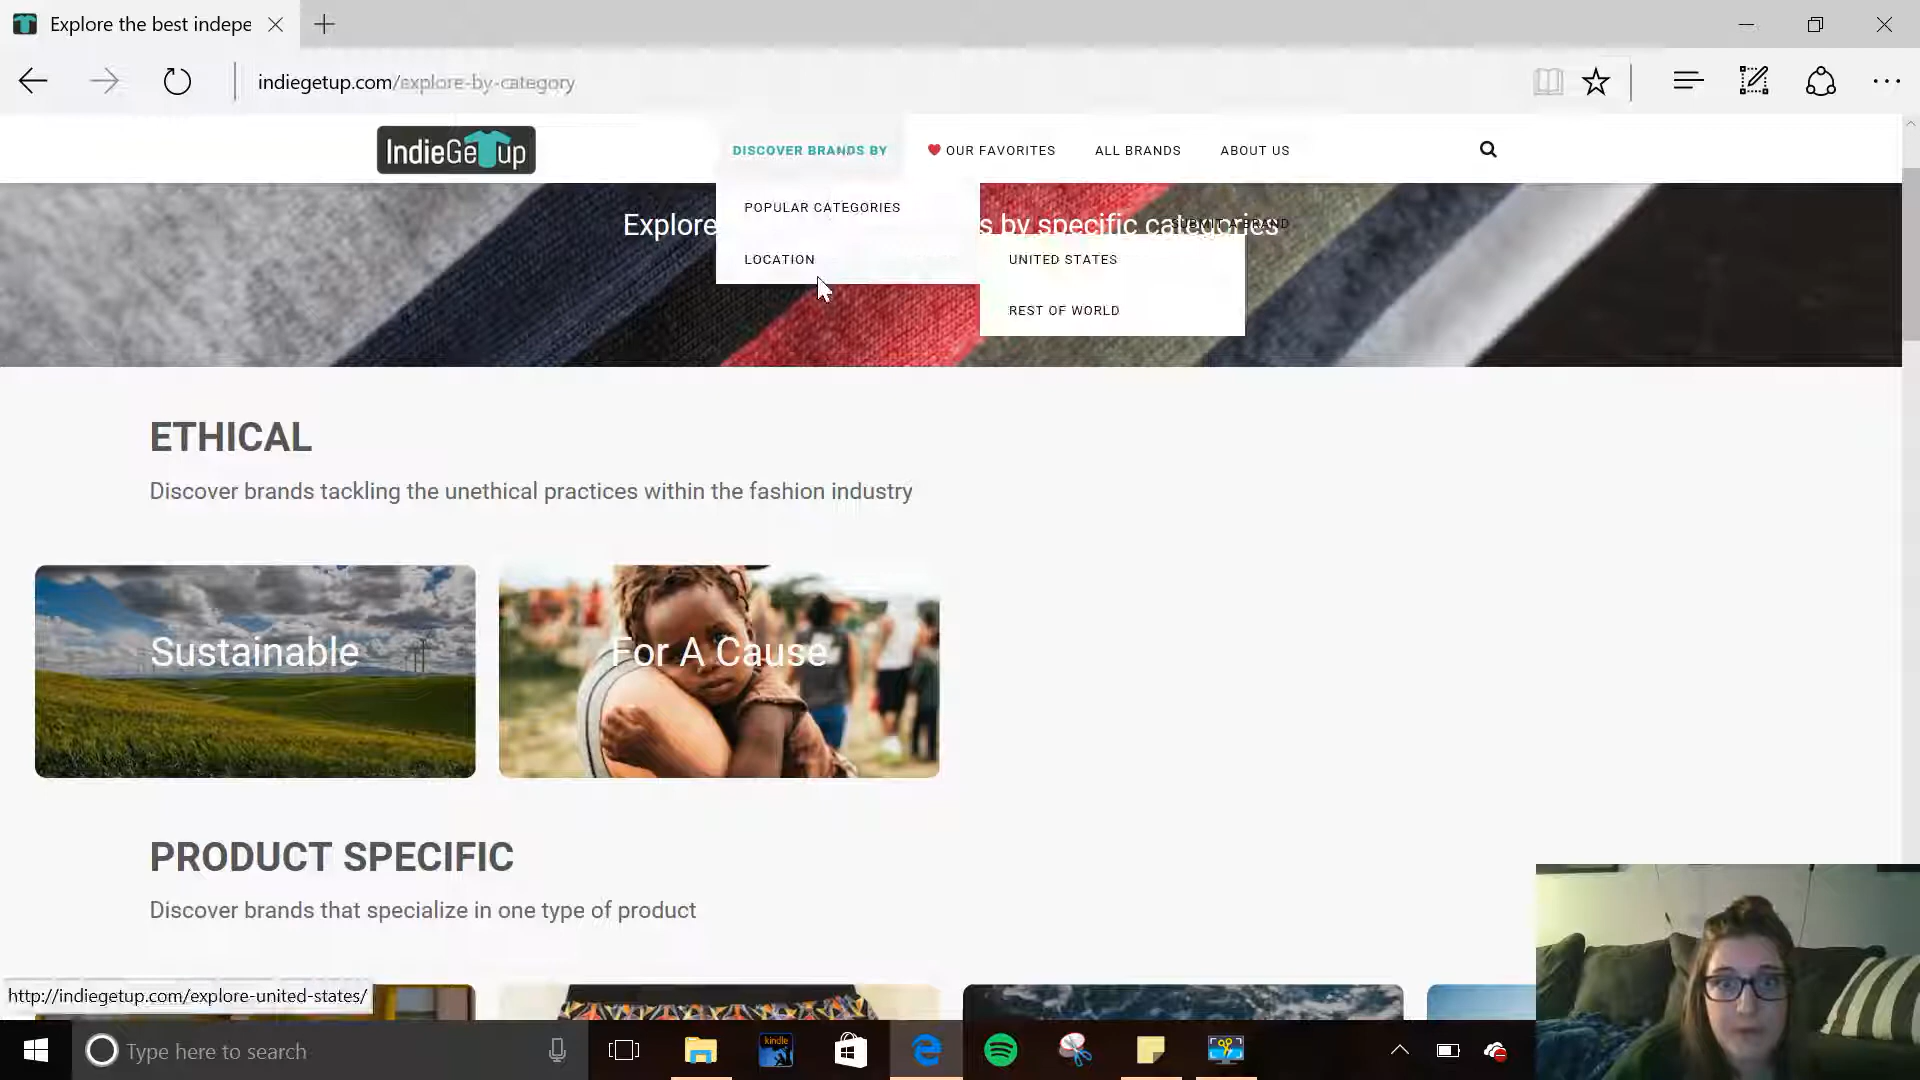 Explore the best indepe
indiegetup.com/explore-by-category
IndieGetup
DISCOVER BRANDS BY
OUR FAVORITES
ALL BRANDS
ABOUT US
POPULAR CATEGORIES
Explore
s by specific categories
SUBMIT A BRAND
LOCATION
UNITED STATES
REST OF WORLD
ETHICAL
Discover brands tackling the unethical practices within the fashion industry
Sustainable
For A Cause
PRODUCT SPECIFIC
Discover brands that specialize in one type of product
http://indiegetup.com/explore-united-states/
Type here to search
kindle